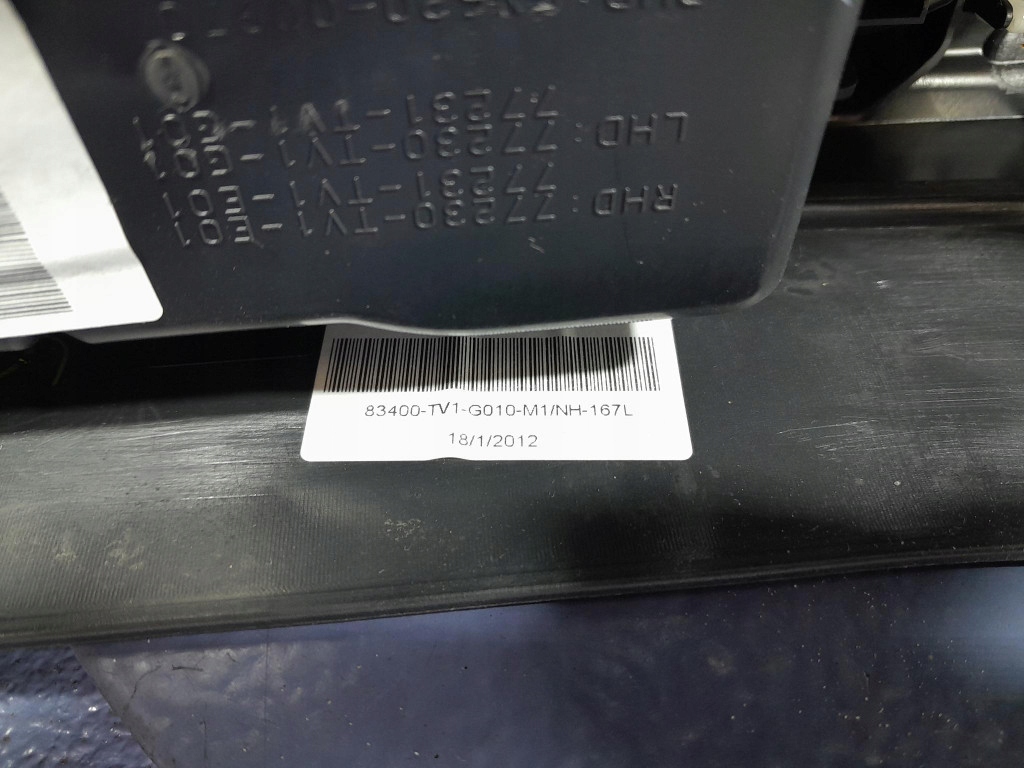 RHD: 77230-TV1-E01
77231-TV1-E01
LHD: 77230-TV1-G01
77231-TV1-G01
83400-TV1-G010-M1/NH-167L
18/1/2012